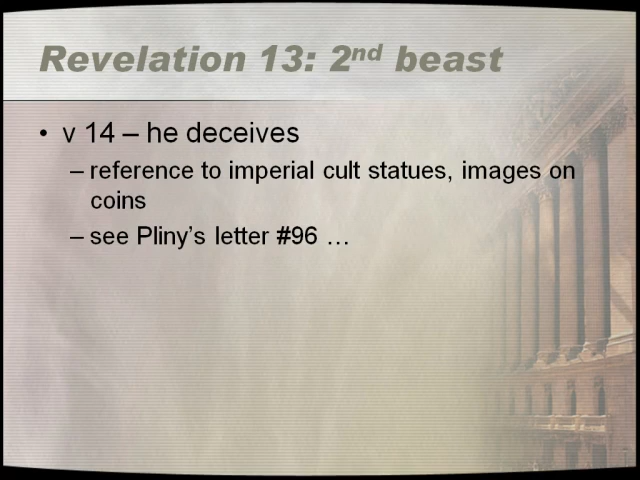 Revelation 13: 2nd beast
• v 14 – he deceives
– reference to imperial cult statues, images on
coins
– see Pliny’s letter #96 …